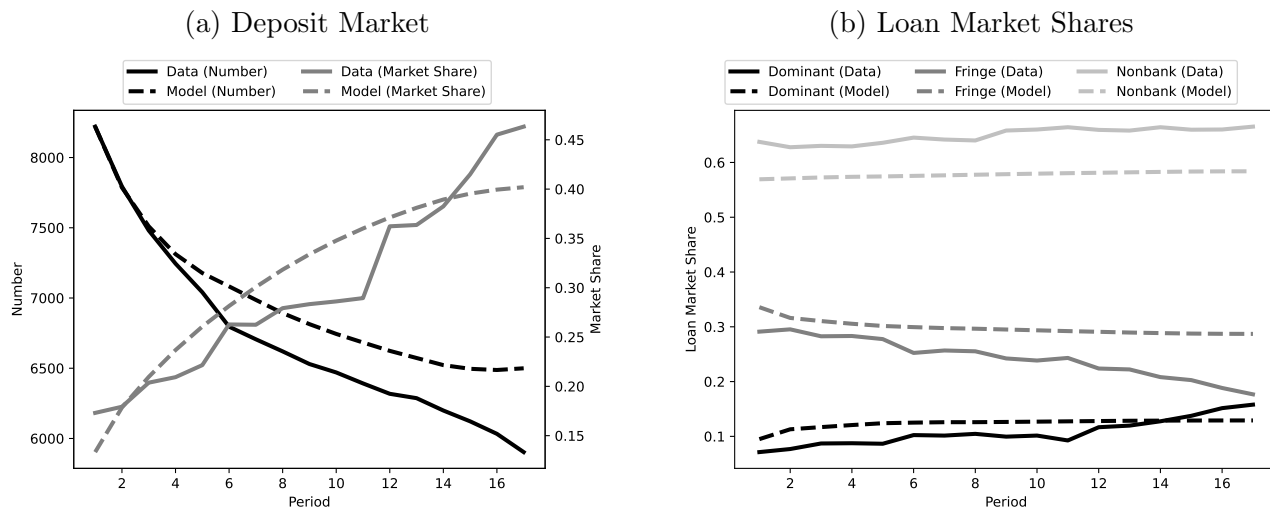 (a) Deposit Market
Data (Number)
Data (Market Share)
Model (Number)
Model (Market Share)
8000
7500
7000
6500
6000
Number
0.45
0.40
0.35
0.30
0.25
0.20
0.15
Market Share
2 4 6 8 10 12 14 16
Period
(b) Loan Market Shares
Dominant (Data)
Fringe (Data)
Nonbank (Data)
Dominant (Model)
Fringe (Model)
Nonbank (Model)
0.6
0.5
0.4
0.3
0.2
0.1
Loan Market Share
2 4 6 8 10 12 14 16
Period